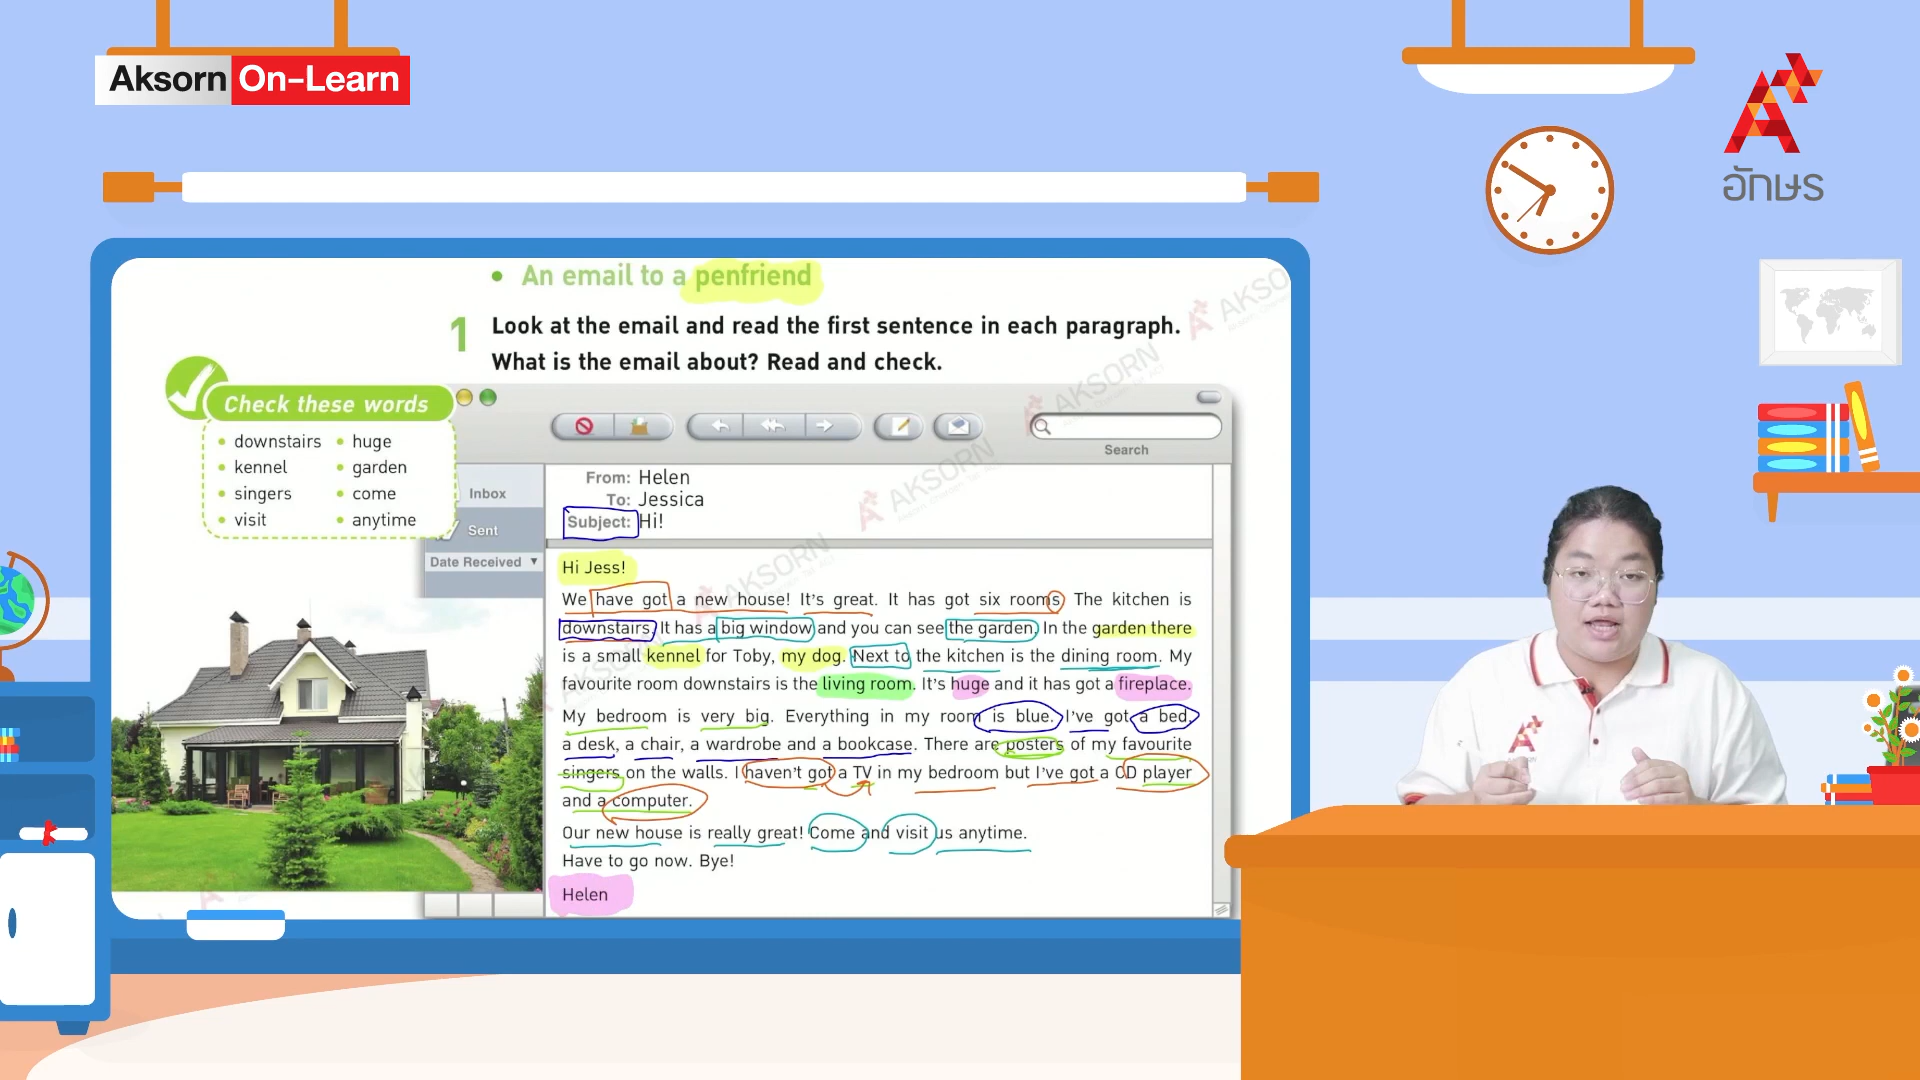 Aksorn On-Learn
อักษร
• An email to a penfriend
1 Look at the email and read the first sentence in each paragraph.
What is the email about? Read and check.
Check these words
• downstairs • huge
• kennel • garden
• singers • come
• visit • anytime
Search
Inbox
Sent
Date Received
From: Helen
To: Jessica
Subject: Hi!
Hi Jess!
We have got a new house! It's great. It has got six rooms. The kitchen is
downstairs. It has a big window and you can see the garden. In the garden there
is a small kennel for Toby, my dog. Next to the kitchen is the dining room. My
favourite room downstairs is the living room. It's huge and it has got a fireplace.
My bedroom is very big. Everything in my room is blue. I've got a bed,
a desk, a chair, a wardrobe and a bookcase. There are posters of my favourite
singers on the walls. I haven't got a TV in my bedroom but I've got a CD player
and a computer.
Our new house is really great! Come and visit us anytime.
Have to go now. Bye!
Helen
AKSORN
AKSORN
AKSORN
AKSO